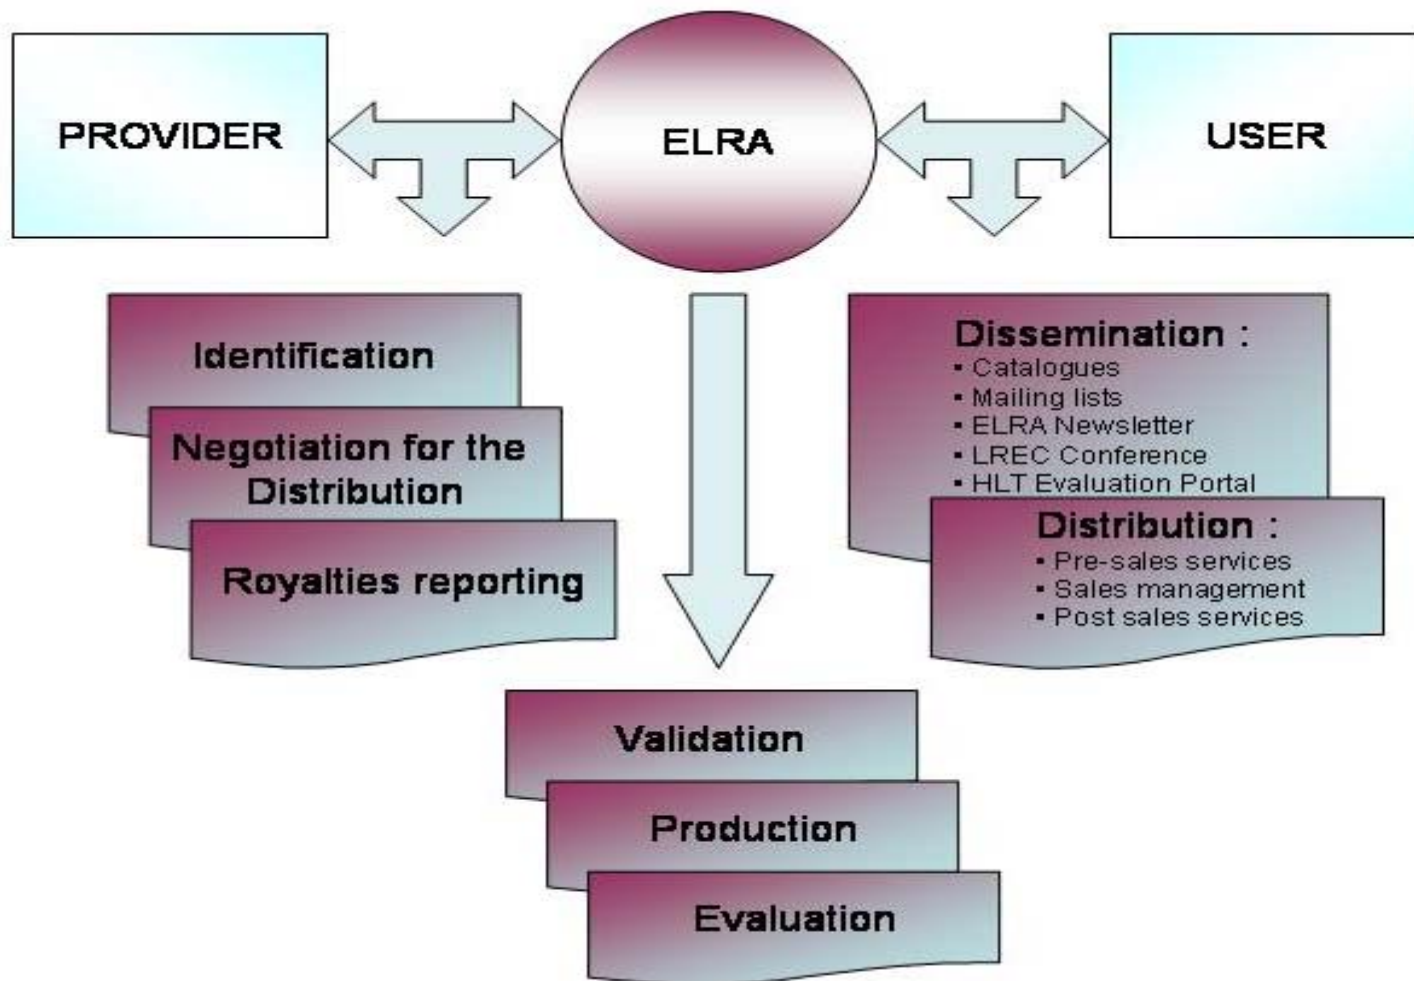 PROVIDER
ELRA
USER
Identification
Negotiation for the
Distribution
Royalties reporting
Dissemination :
▪ Catalogues
▪ Mailing lists
▪ ELRA Newsletter
▪ LREC Conference
▪ HLT Evaluation Portal
Distribution :
▪ Pre-sales services
▪ Sales management
▪ Post sales services
Validation
Production
Evaluation